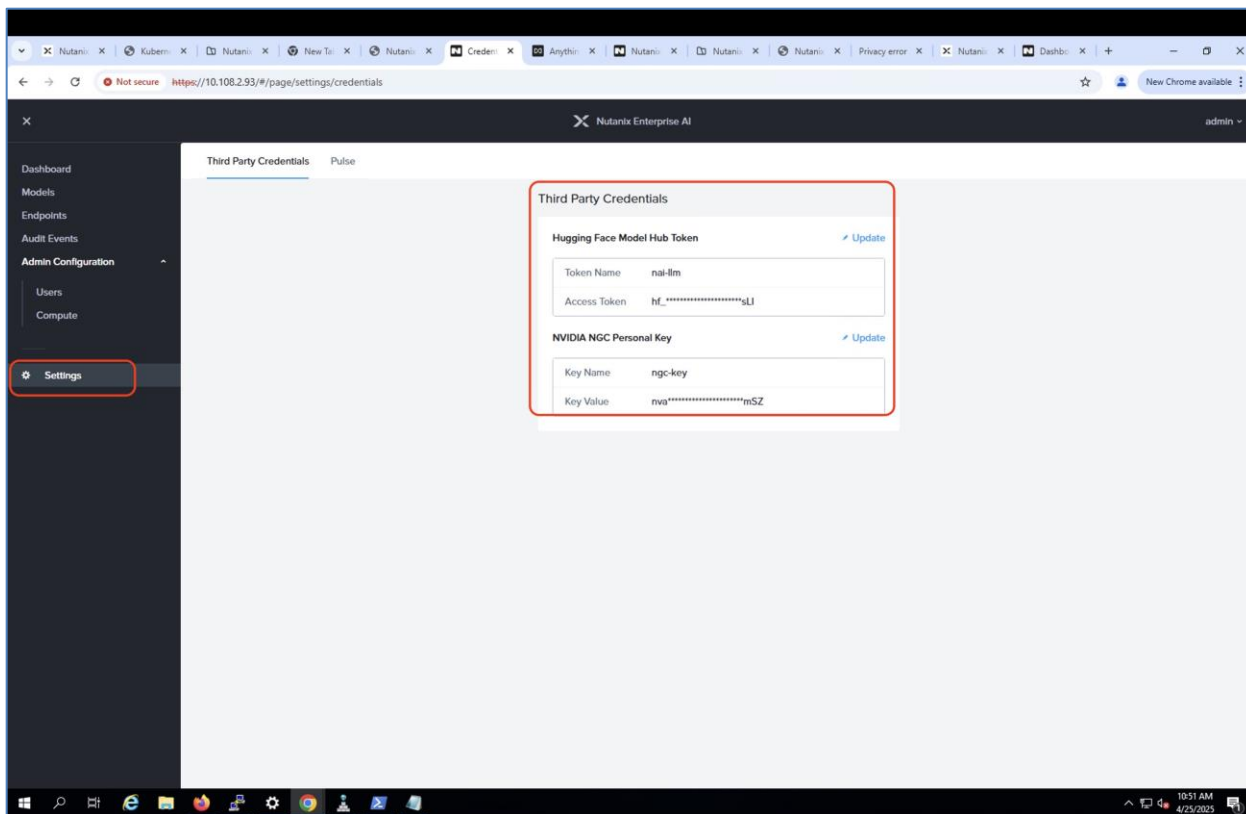 Nutanix
Kubern
Nutanix
New Ta
Nutanix
Credent
Anythin
Nutanix
Nutanix
Nutanix
Privacy error
Nutanix
Dashbo
Not secure https://10.108.2.93/#/page/settings/credentials
New Chrome available
Nutanix Enterprise AI
admin
Dashboard
Models
Endpoints
Audit Events
Admin Configuration
Users
Compute
Settings
Third Party Credentials Pulse
Third Party Credentials
Hugging Face Model Hub Token Update
Token Name nai-llm
Access Token hf_**********************sLI
NVIDIA NGC Personal Key Update
Key Name ngc-key
Key Value nva**********************mSZ
10:51 AM
4/25/2025